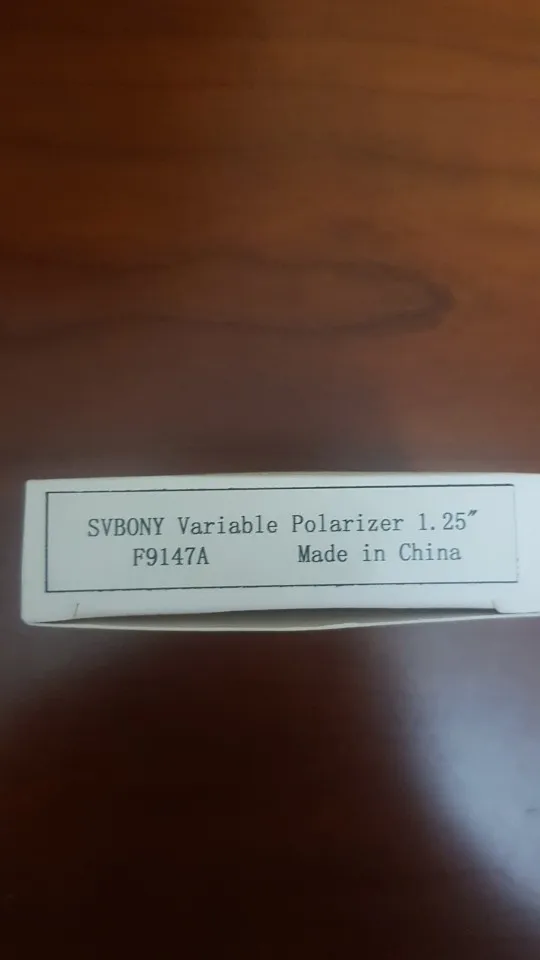 SVBONY Variable Polarizer 1.25″
F9147A Made in China